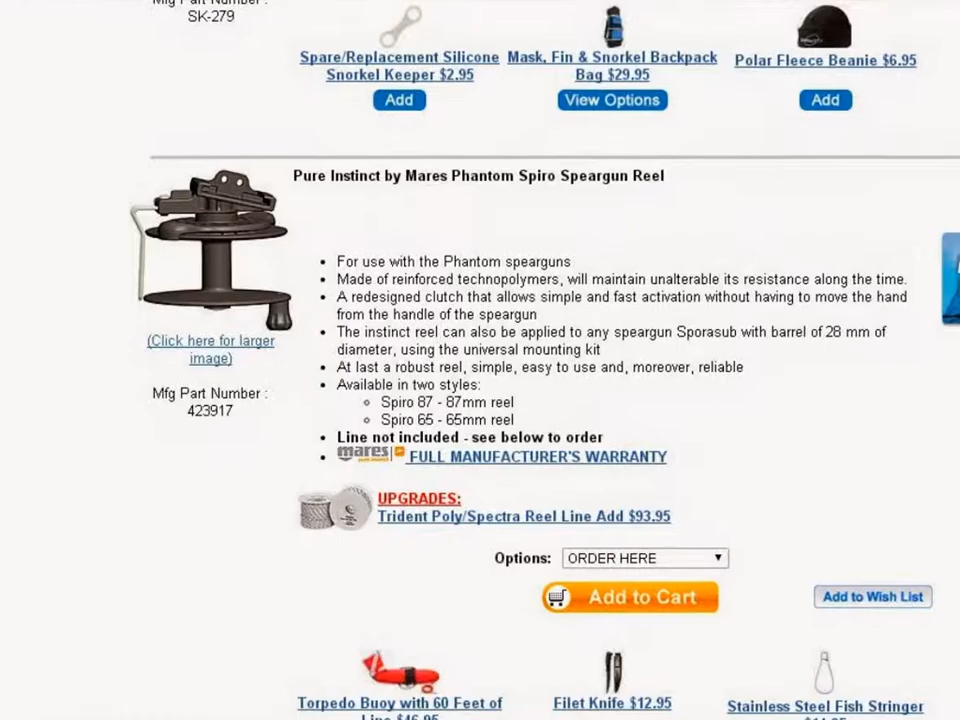 Mfg Part Number :
SK-279
Spare/Replacement Silicone
Snorkel Keeper $2.95
Add
Mask, Fin & Snorkel Backpack
Bag $29.95
View Options
Polar Fleece Beanie $6.95
Add
Pure Instinct by Mares Phantom Spiro Speargun Reel
(Click here for larger
image)
Mfg Part Number :
423917
• For use with the Phantom spearguns
• Made of reinforced technopolymers, will maintain unalterable its resistance along the time.
• A redesigned clutch that allows simple and fast activation without having to move the hand
from the handle of the speargun
• The instinct reel can also be applied to any speargun Sporasub with barrel of 28 mm of
diameter, using the universal mounting kit
• At last a robust reel, simple, easy to use and, moreover, reliable
• Available in two styles:
Spiro 87 - 87mm reel
Spiro 65 - 65mm reel
• Line not included - see below to order
• mares FULL MANUFACTURER'S WARRANTY
UPGRADES:
Trident Poly/Spectra Reel Line Add $93.95
Options: ORDER HERE
Add to Cart
Add to Wish List
Torpedo Buoy with 60 Feet of
Line $46.95
Filet Knife $12.95
Stainless Steel Fish Stringer